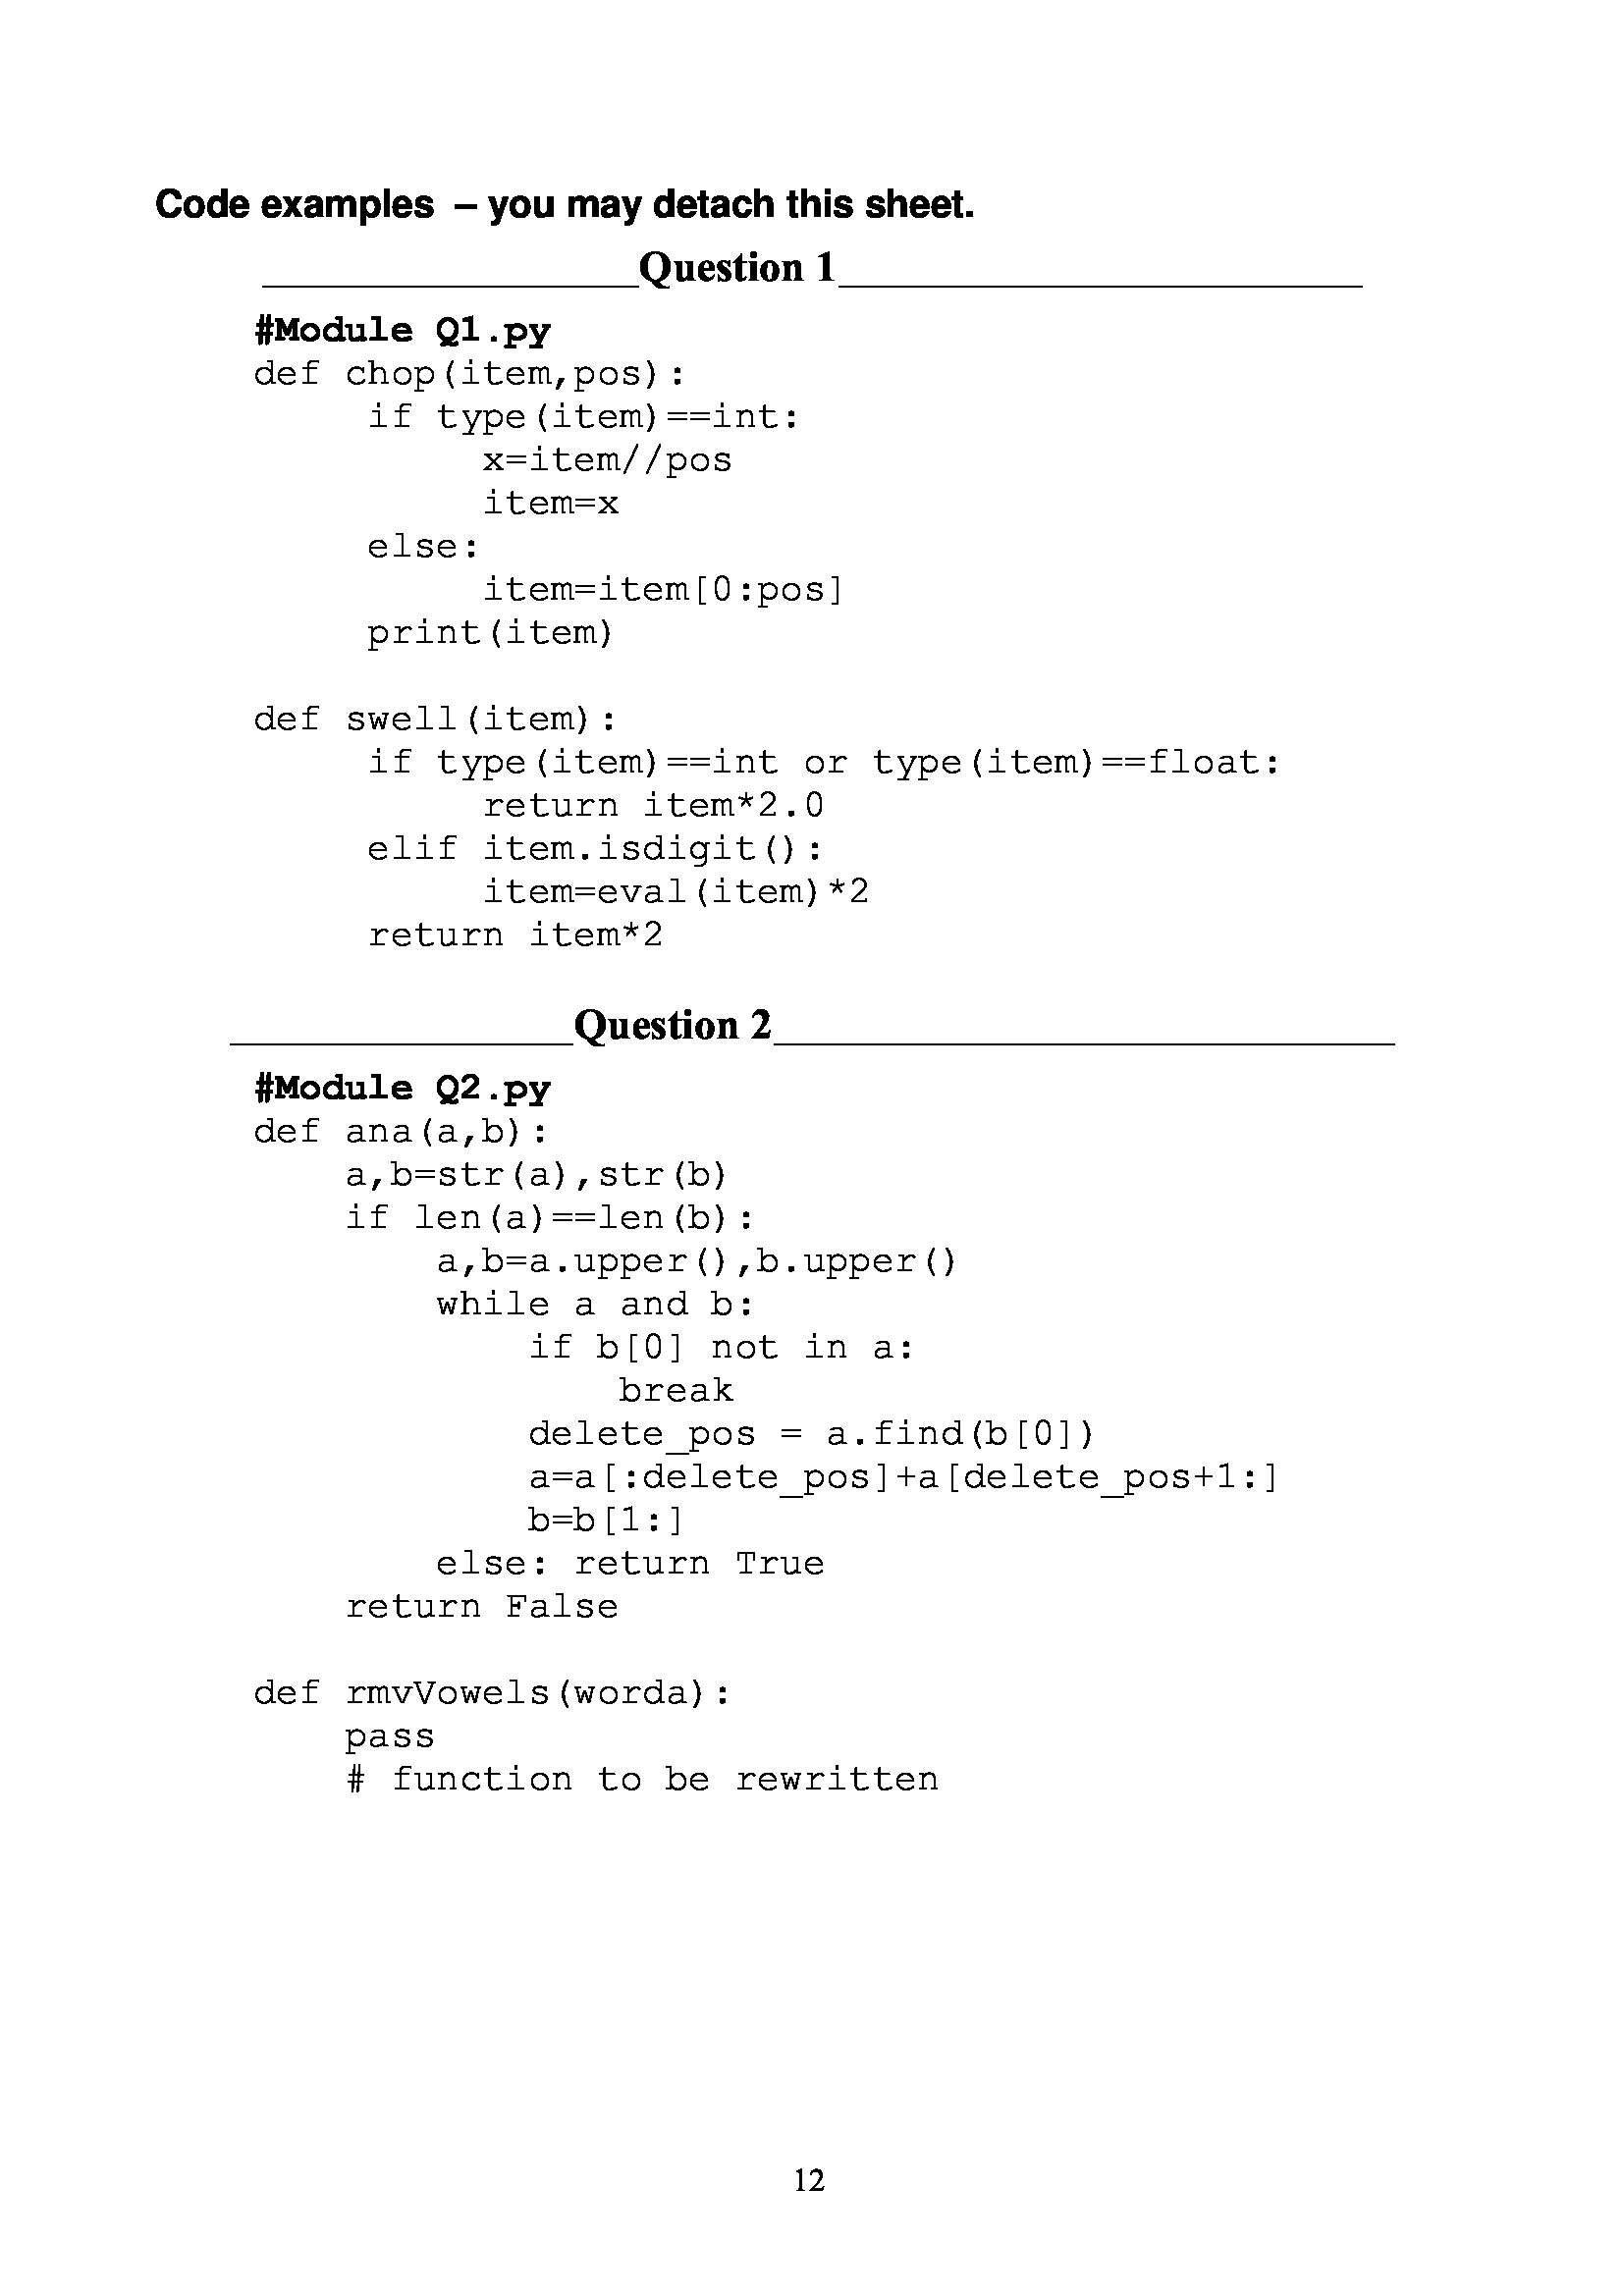 Code examples – you may detach this sheet.
Question 1
#Module Q1.py
def chop(item,pos):
     if type(item)==int:
          x=item//pos
          item=x
     else:
          item=item[0:pos]
     print(item)

def swell(item):
     if type(item)==int or type(item)==float:
          return item*2.0
     elif item.isdigit():
          item=eval(item)*2
     return item*2

Question 2
#Module Q2.py
def ana(a,b):
    a,b=str(a),str(b)
    if len(a)==len(b):
        a,b=a.upper(),b.upper()
        while a and b:
            if b[0] not in a:
                break
            delete_pos = a.find(b[0])
            a=a[:delete_pos]+a[delete_pos+1:]
            b=b[1:]
        else: return True
    return False

def rmvVowels(worda):
    pass
    # function to be rewritten

12